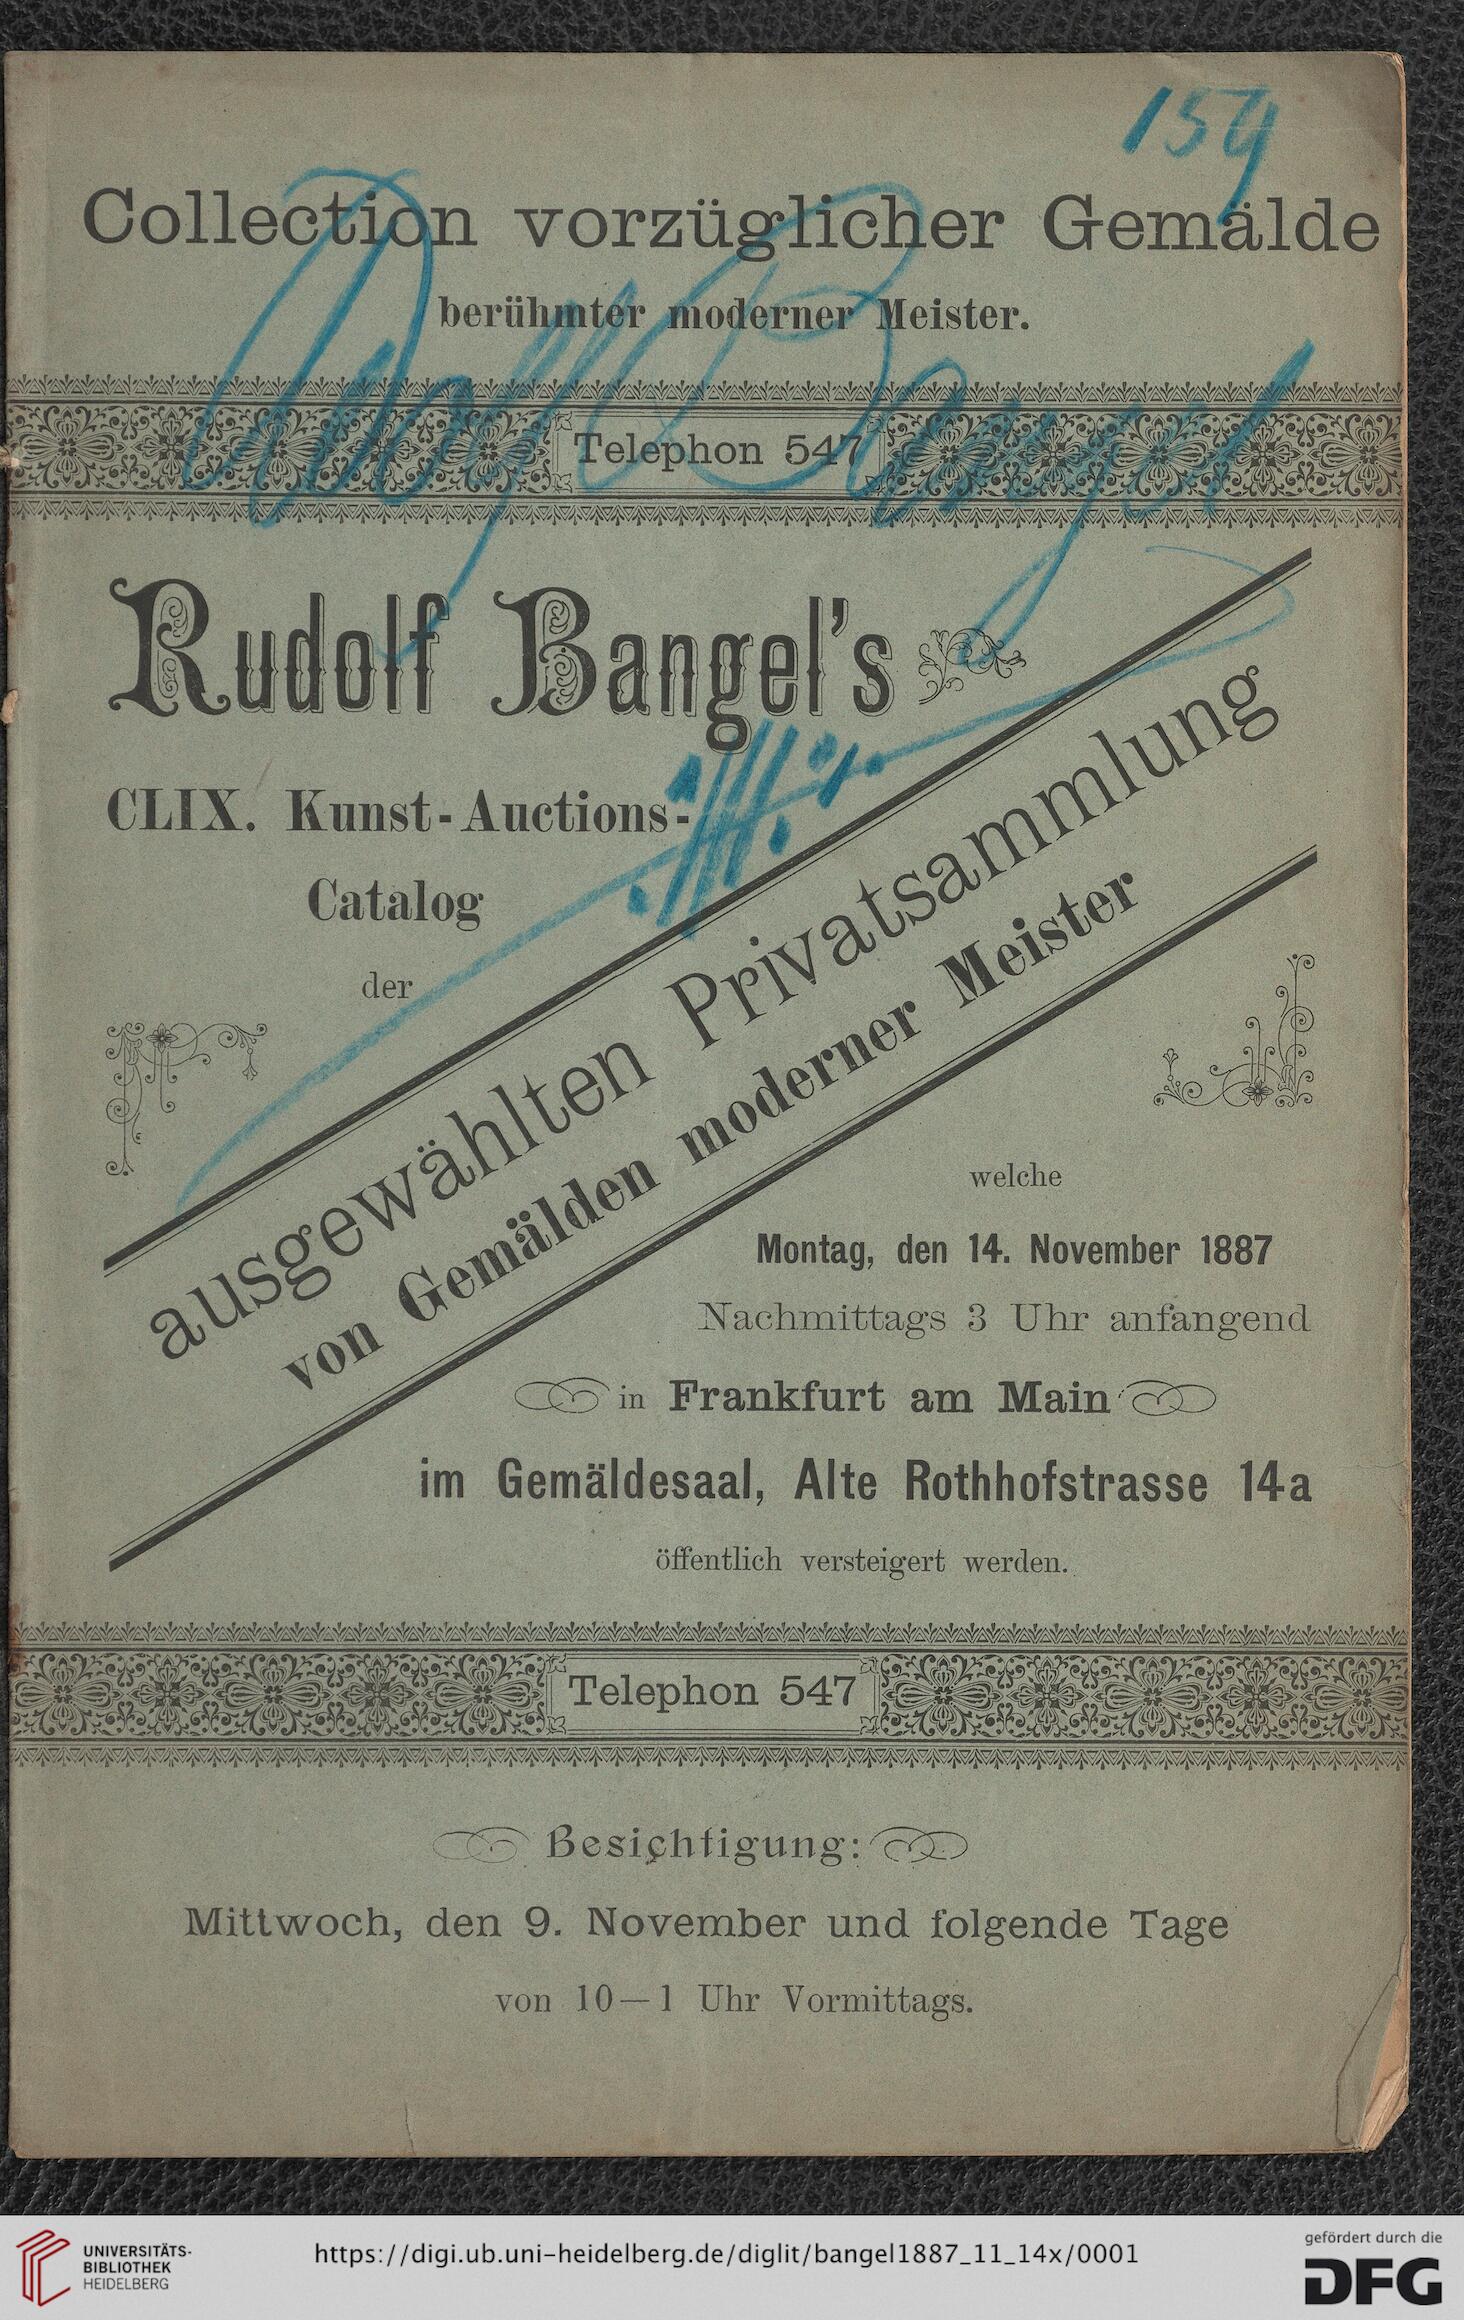 159
Collection vorzüglicher Gemälde
berühmter moderner Meister.
Telephon 547
Rudolf Bangel
Rudolf Bangel's
CLIX. Kunst-Auctions-
Catalog
der
ausgewählten Privatsammlung
von Gemälden moderner Meister
welche
Montag, den 14. November 1887
Nachmittags 3 Uhr anfangend
in Frankfurt am Main
im Gemäldesaal, Alte Rothhofstrasse 14a
öffentlich versteigert werden.
Telephon 547
Besichtigung:
Mittwoch, den 9. November und folgende Tage
von 10—1 Uhr Vormittags.
UNIVERSITÄTS-
BIBLIOTHEK
HEIDELBERG
https://digi.ub.uni-heidelberg.de/diglit/bangel1887_11_14x/0001
gefördert durch die
DFG